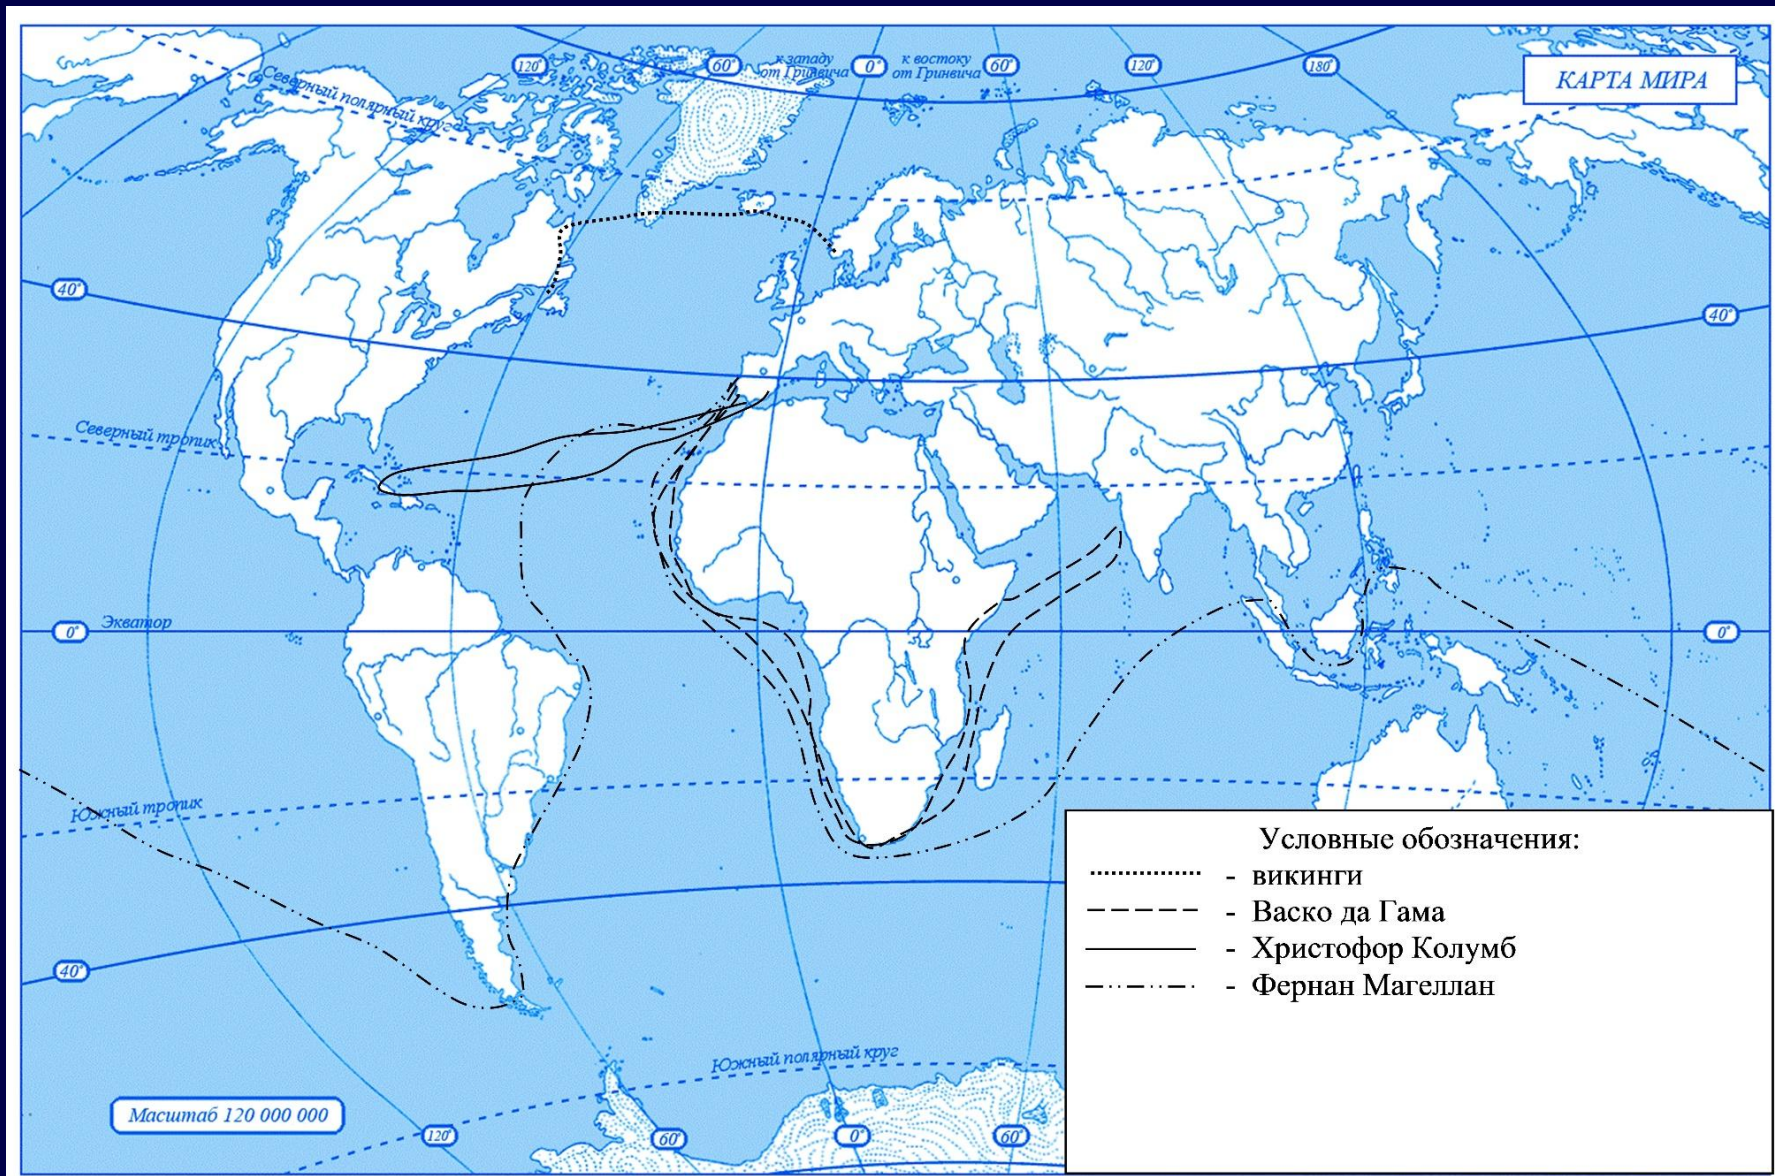 120°
60°
к западу
от Гринвича
0°
к востоку
от Гринвича
60°
120°
180°
КАРТА МИРА
Северный полярный круг
40°
40°
Северный тропик
0°
Экватор
0°
Южный тропик
40°
Южный полярный круг
Масштаб 120 000 000
120°
60°
0°
60°
Условные обозначения:
- викинги
- Васко да Гама
- Христофор Колумб
- Фернан Магеллан